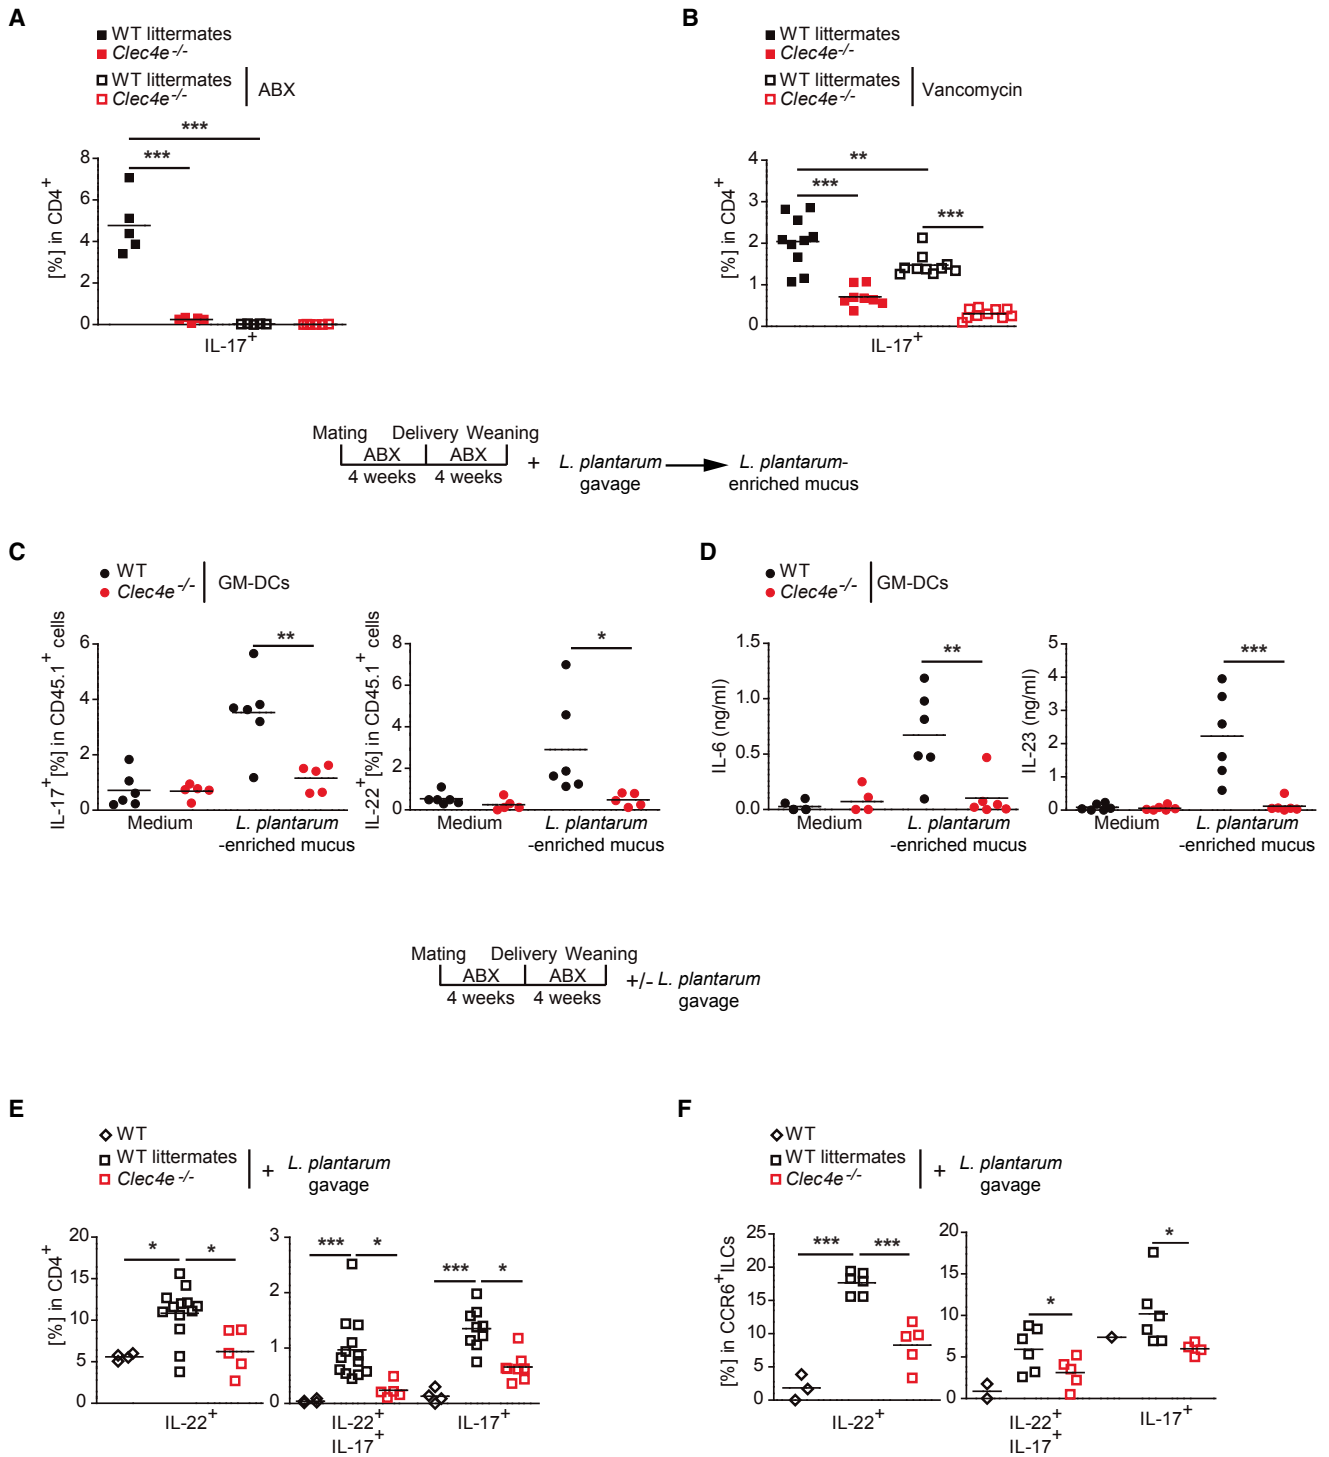 A
WT littermates
Clec4e-/-
WT littermates
Clec4e-/-
ABX
***
***
8
6
4
2
0
[%] in CD4+
IL-17+
B
WT littermates
Clec4e-/-
WT littermates
Clec4e-/-
Vancomycin
**
***
***
4
3
2
1
0
[%] in CD4+
IL-17+
Mating Delivery Weaning
ABX ABX
4 weeks 4 weeks
+
L. plantarum
gavage
L. plantarum-
enriched mucus
C
WT
Clec4e-/-
GM-DCs
IL-17+ [%] in CD45.1+ cells
6
4
2
0
**
Medium
L. plantarum
-enriched mucus
IL-22+ [%] in CD45.1+ cells
8
6
4
2
0
*
Medium
L. plantarum
-enriched mucus
D
WT
Clec4e-/-
GM-DCs
IL-6 (ng/ml)
1.5
1.0
0.5
0.0
**
Medium
L. plantarum
-enriched mucus
IL-23 (ng/ml)
5
4
3
2
1
0
***
Medium
L. plantarum
-enriched mucus
Mating Delivery Weaning
ABX ABX
4 weeks 4 weeks
+/- L. plantarum
gavage
E
WT
WT littermates
Clec4e-/-
+ L. plantarum
gavage
[%] in CD4+
20
15
10
5
0
* *
IL-22+
3
2
1
0
*** *
*** *
IL-22+
IL-17+
IL-17+
F
WT
WT littermates
Clec4e-/-
+ L. plantarum
gavage
[%] in CCR6+ILCs
25
20
15
10
5
0
*** ***
IL-22+
20
15
10
5
0
*
*
IL-22+
IL-17+
IL-17+